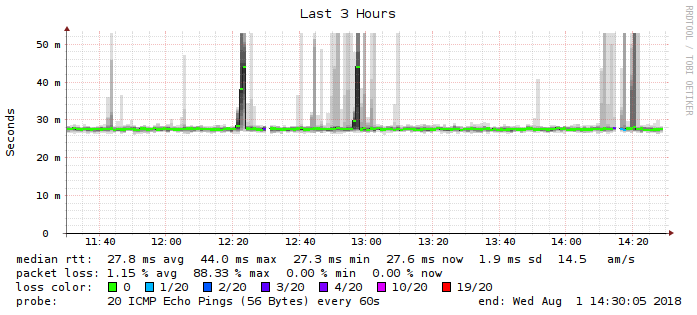 Last 3 Hours
RRDTOOL / TOBI OETIKER
Seconds
50 m
40 m
30 m
20 m
10 m
0
11:40 12:00 12:20 12:40 13:00 13:20 13:40 14:00 14:20
median rtt: 27.8 ms avg 44.0 ms max 27.3 ms min 27.6 ms now 1.9 ms sd 14.5 am/s
packet loss: 1.15 % avg 88.33 % max 0.00 % min 0.00 % now
loss color: 0 1/20 2/20 3/20 4/20 10/20 19/20
probe: 20 ICMP Echo Pings (56 Bytes) every 60s end: Wed Aug 1 14:30:05 2018